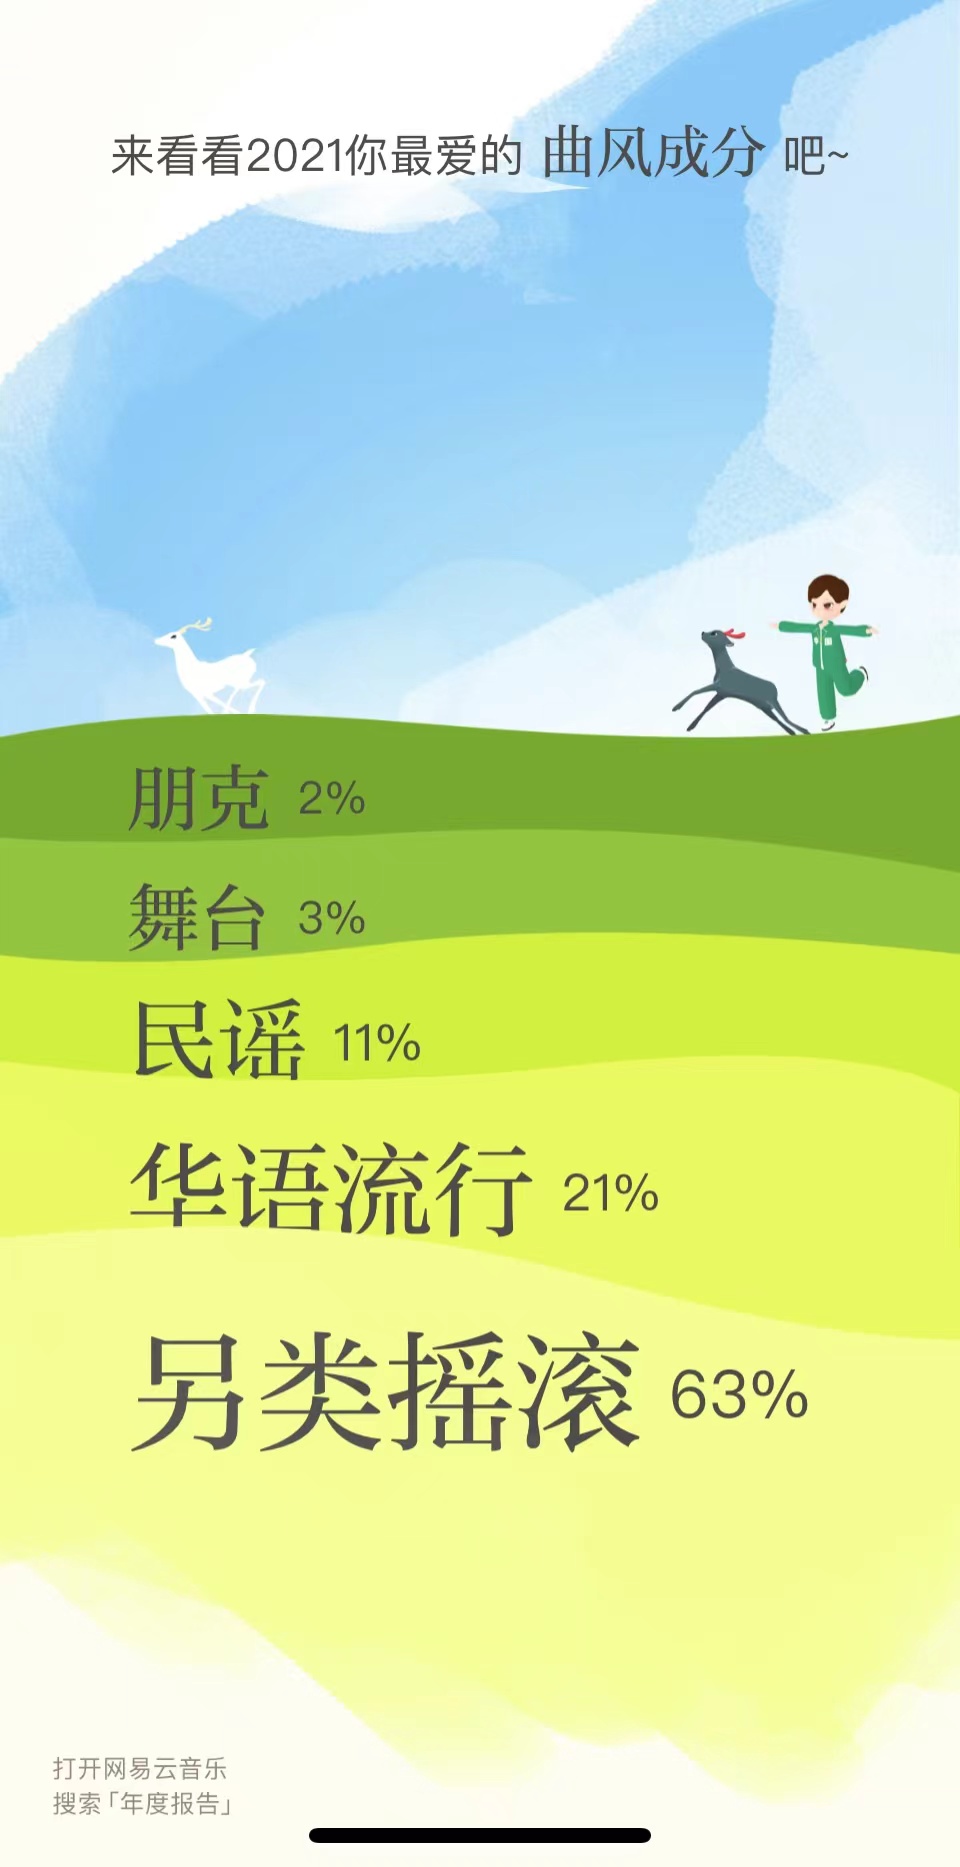 来看看2021你最爱的 曲风成分 吧~
朋克 2%
舞台 3%
民谣 11%
华语流行 21%
另类摇滚 63%
打开网易云音乐
搜索「年度报告」